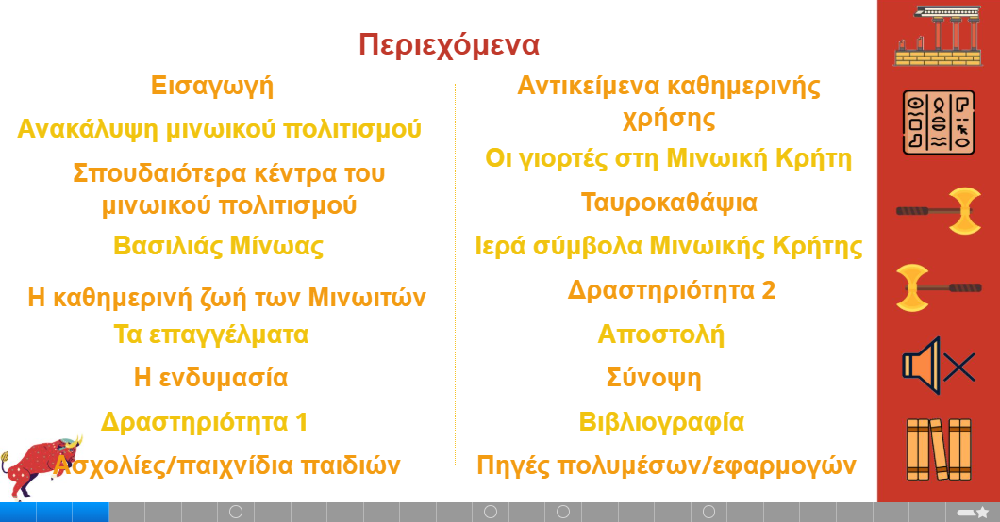 Περιεχόμενα
Εισαγωγή
Ανακάλυψη μινωικού πολιτισμού
Σπουδαιότερα κέντρα του
μινωικού πολιτισμού
Βασιλιάς Μίνωας
Η καθημερινή ζωή των Μινωιτών
Τα επαγγέλματα
Η ενδυμασία
Δραστηριότητα 1
Ασχολίες/παιχνίδια παιδιών
Αντικείμενα καθημερινής
χρήσης
Οι γιορτές στη Μινωική Κρήτη
Ταυροκαθάψια
Ιερά σύμβολα Μινωικής Κρήτης
Δραστηριότητα 2
Αποστολή
Σύνοψη
Βιβλιογραφία
Πηγές πολυμέσων/εφαρμογών